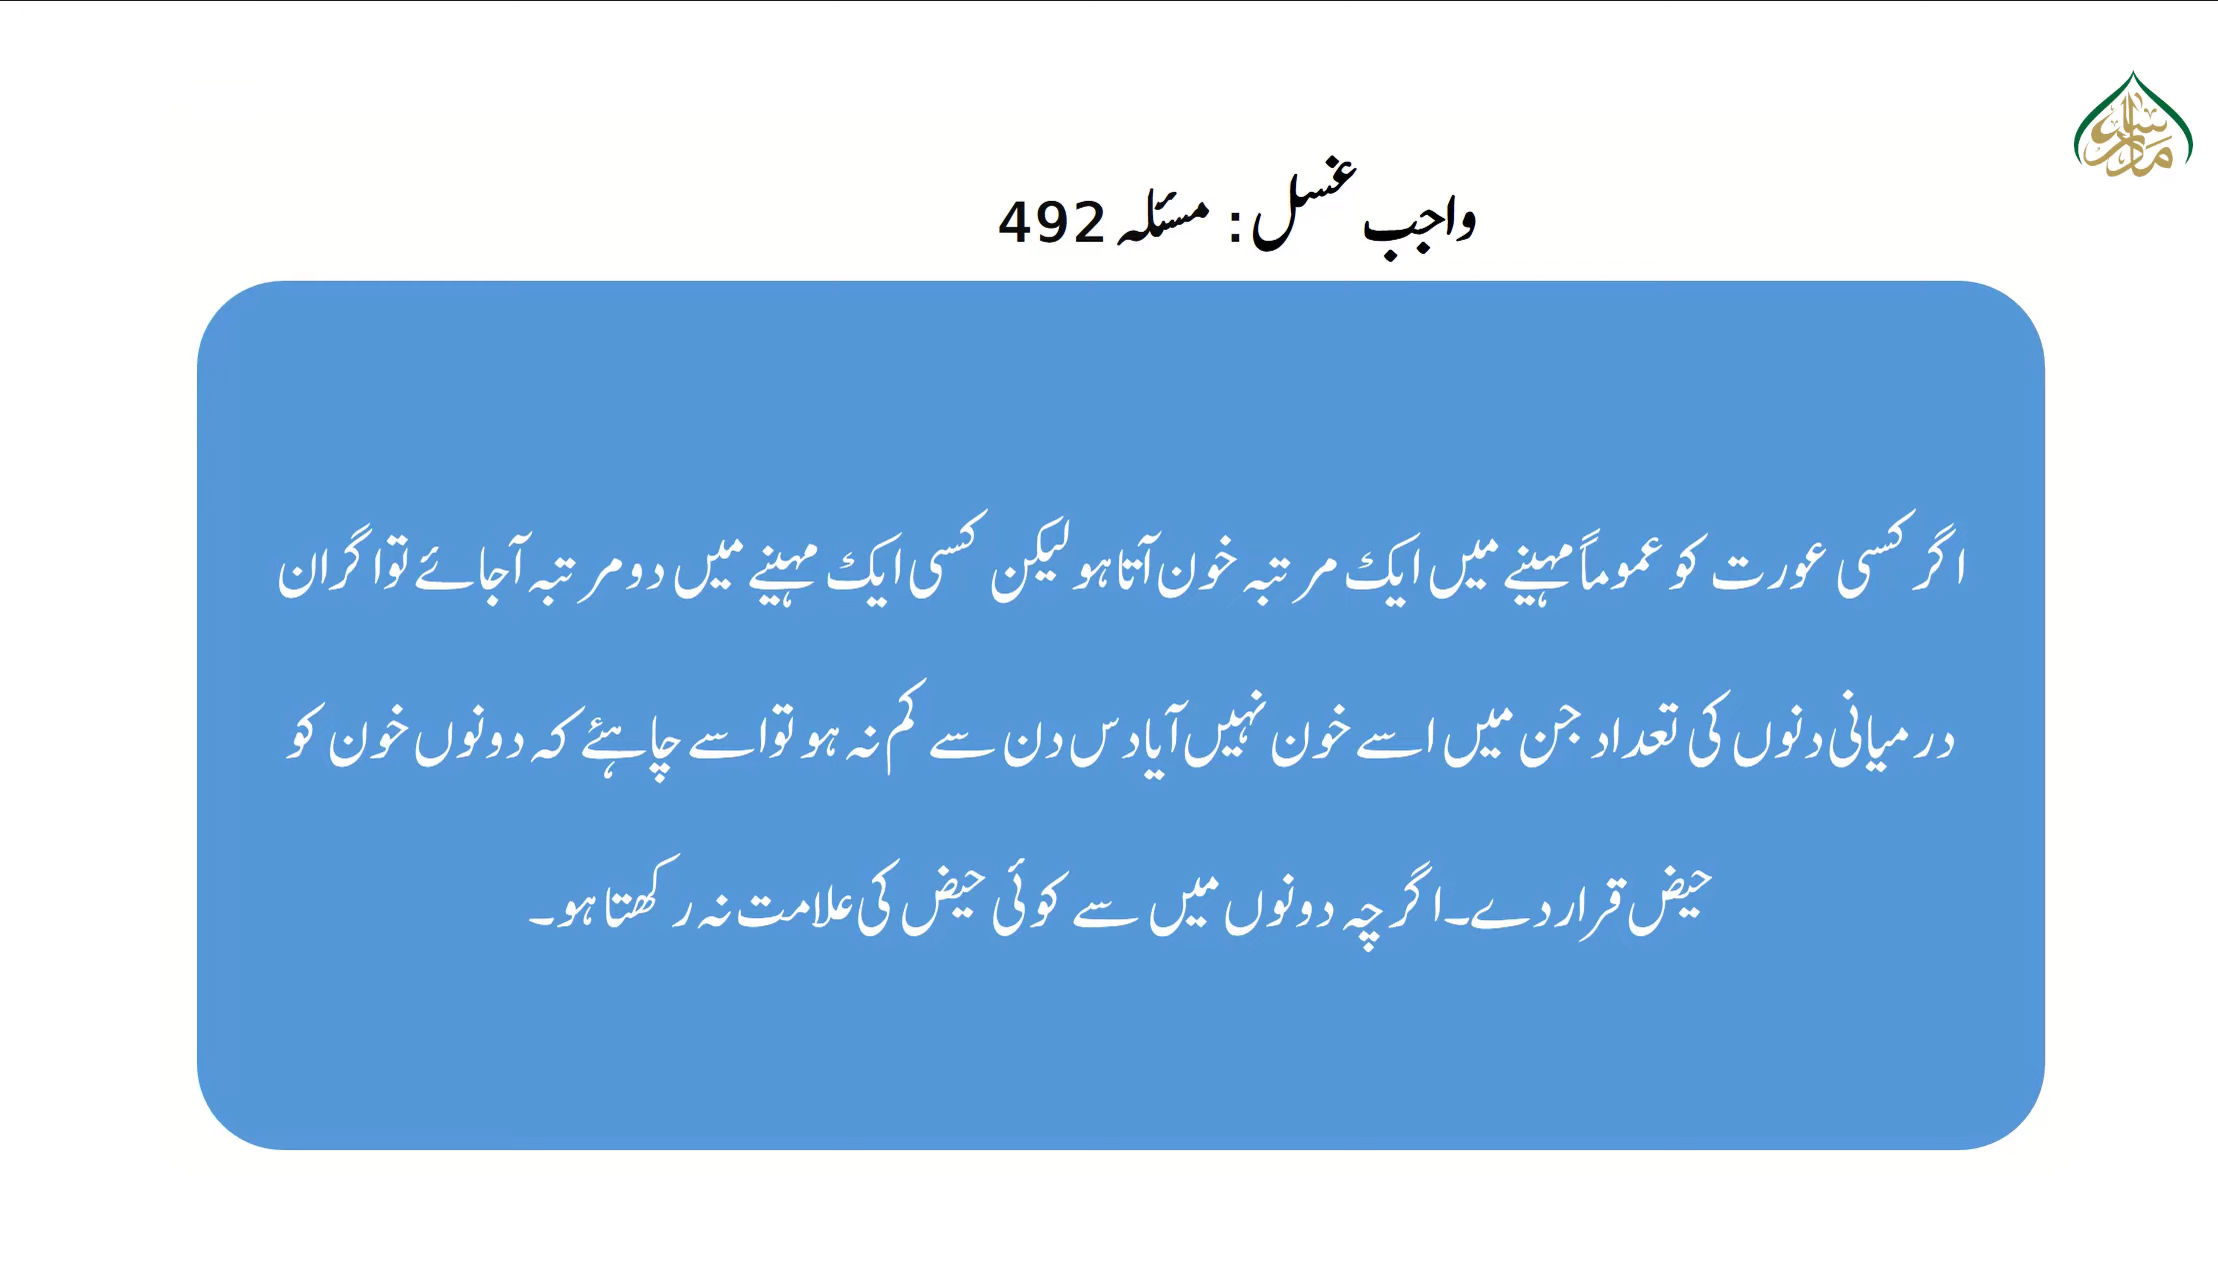 واجب غسل : مسئلہ 492
اگر کسی عورت کو عموماً مہینے میں ایک مرتبہ خون آتا ہو لیکن کسی ایک مہینے میں دو مرتبہ آجائے تو اگر ان
درمیانی دنوں کی تعداد جن میں اسے خون نہیں آیا دس دن سے کم نہ ہو تو اسے چاہئے کہ دونوں خون کو
حیض قرار دے۔ اگرچہ دونوں میں سے کوئی حیض کی علامت نہ رکھتا ہو۔